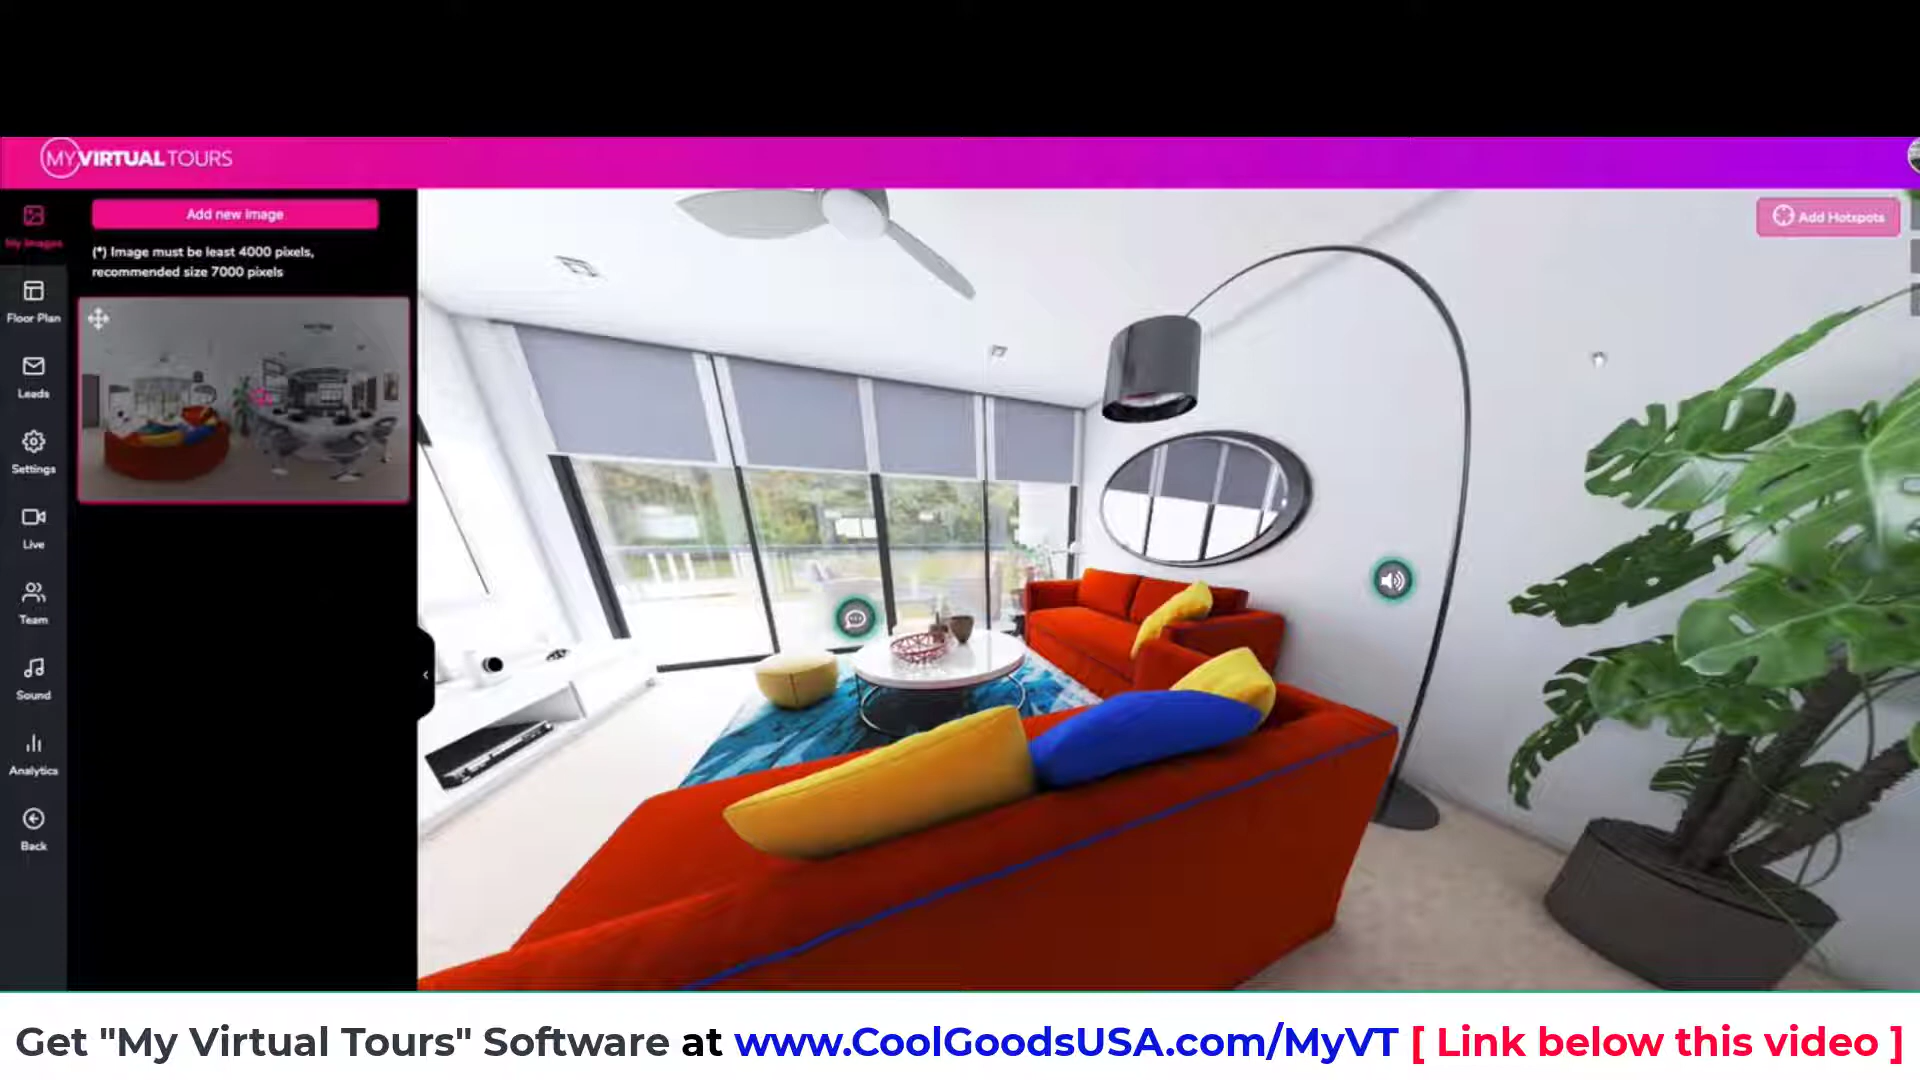 MYVIRTUALTOURS
Add new image
(*) Image must be least 4000 pixels,
recommended size 7000 pixels
My Images
Floor Plan
Leads
Settings
Live
Team
Sound
Analytics
Back
Add Hotspots
Get "My Virtual Tours" Software at www.CoolGoodsUSA.com/MyVT [ Link below this video ]